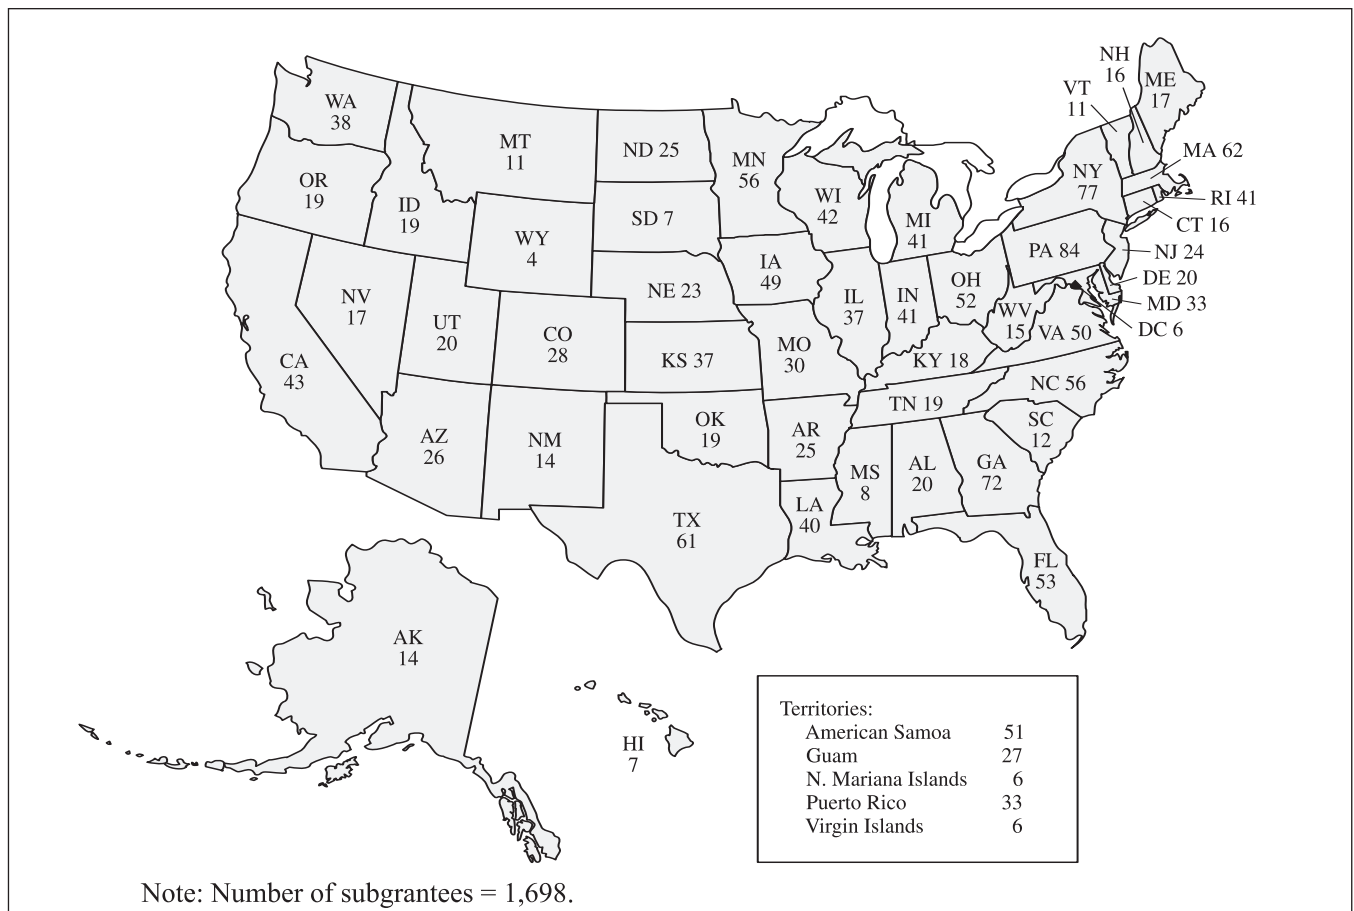 NH
16
ME
17
VT
11
WA
38
MT
11
ND 25
MN
56
MA 62
OR
19
ID
19
SD 7
WI
42
MI
41
NY
77
RI 41
CT 16
WY
4
IA
49
PA 84
NJ 24
NV
17
UT
20
NE 23
IL
37
IN
41
OH
52
WV
15
VA 50
DE 20
MD 33
DC 6
CA
43
CO
28
KS 37
MO
30
KY 18
NC 56
TN 19
AZ
26
NM
14
OK
19
AR
25
SC
12
MS
8
AL
20
GA
72
TX
61
LA
40
FL
53
AK
14
HI
7
Territories:
American Samoa 51
Guam 27
N. Mariana Islands 6
Puerto Rico 33
Virgin Islands 6
Note: Number of subgrantees = 1,698.